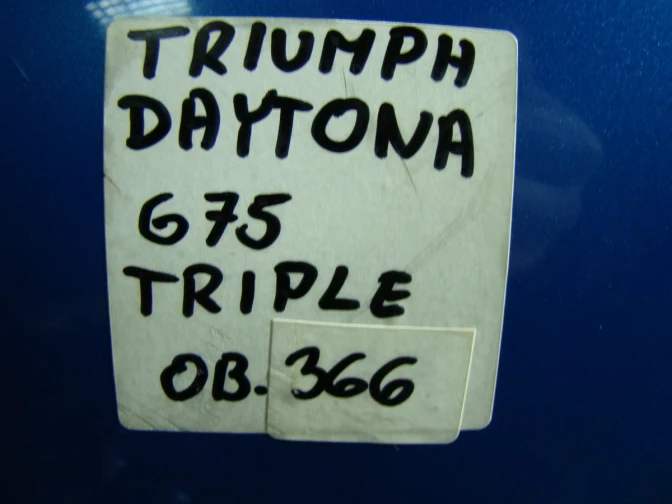 TRIUMPH
DAYTONA
675
TRIPLE
OB. 366